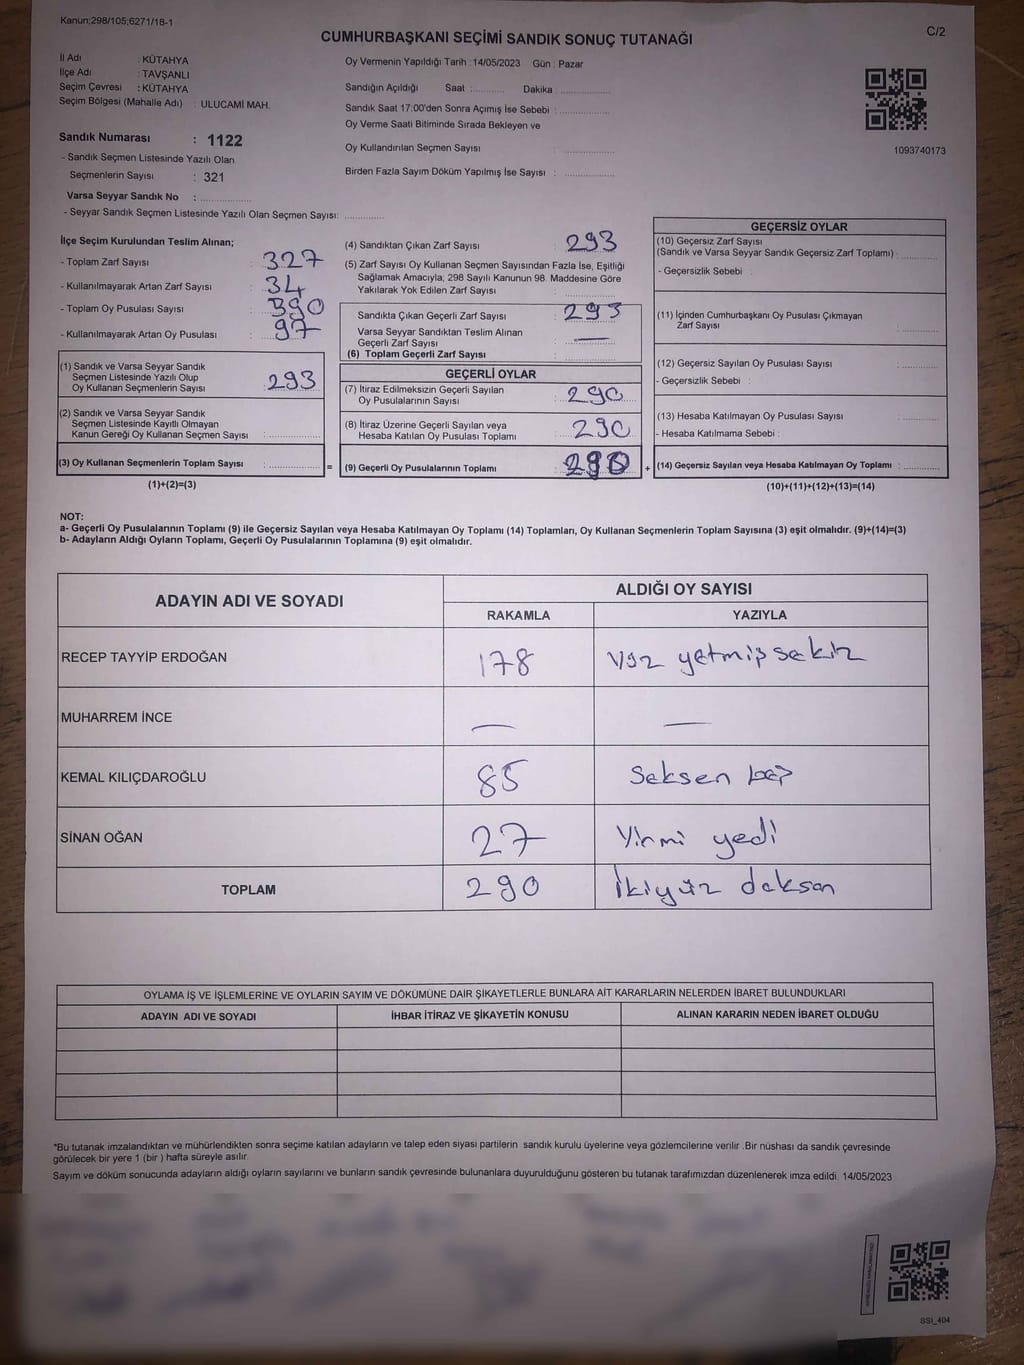 Kanun;298/105;6271/18-1
C/2
CUMHURBAŞKANI SEÇİMİ SANDIK SONUÇ TUTANAĞI
İl Adı : KÜTAHYA
İlçe Adı : TAVŞANLI
Seçim Çevresi : KÜTAHYA
Seçim Bölgesi (Mahalle Adı) : ULUCAMİ MAH.
Sandık Numarası : 1122
- Sandık Seçmen Listesinde Yazılı Olan
Seçmenlerin Sayısı : 321
Varsa Seyyar Sandık No :
- Seyyar Sandık Seçmen Listesinde Yazılı Olan Seçmen Sayısı:
Oy Vermenin Yapıldığı Tarih : 14/05/2023 Gün : Pazar
Sandığın Açıldığı Saat : Dakika :
Sandık Saat 17:00'den Sonra Açımış İse Sebebi :
Oy Verme Saati Bitiminde Sırada Bekleyen ve
Oy Kullandırılan Seçmen Sayısı :
Birden Fazla Sayım Döküm Yapılmış İse Sayısı :
1093740173
İlçe Seçim Kurulundan Teslim Alınan;
- Toplam Zarf Sayısı : 327
- Kullanılmayarak Artan Zarf Sayısı : 34
- Toplam Oy Pusulası Sayısı : 390
- Kullanılmayarak Artan Oy Pusulası : 97
(1) Sandık ve Varsa Seyyar Sandık
Seçmen Listesinde Yazılı Olup
Oy Kullanan Seçmenlerin Sayısı : 293
(2) Sandık ve Varsa Seyyar Sandık
Seçmen Listesinde Kayıtlı Olmayan
Kanun Gereği Oy Kullanan Seçmen Sayısı :
(3) Oy Kullanan Seçmenlerin Toplam Sayısı : =
(1)+(2)=(3)
(4) Sandıktan Çıkan Zarf Sayısı : 293
(5) Zarf Sayısı Oy Kullanan Seçmen Sayısından Fazla İse, Eşitliği
Sağlamak Amacıyla; 298 Sayılı Kanunun 98. Maddesine Göre
Yakılarak Yok Edilen Zarf Sayısı :
Sandıkta Çıkan Geçerli Zarf Sayısı : 293
Varsa Seyyar Sandıktan Teslim Alınan
Geçerli Zarf Sayısı : —
(6) Toplam Geçerli Zarf Sayısı :
GEÇERLİ OYLAR
(7) İtiraz Edilmeksizin Geçerli Sayılan
Oy Pusulalarının Sayısı : 290
(8) İtiraz Üzerine Geçerli Sayılan veya
Hesaba Katılan Oy Pusulası Toplamı : 290
(9) Geçerli Oy Pusulalarının Toplamı : 290 +
GEÇERSİZ OYLAR
(10) Geçersiz Zarf Sayısı
(Sandık ve Varsa Seyyar Sandık Geçersiz Zarf Toplamı) :
- Geçersizlik Sebebi :
(11) İçinden Cumhurbaşkanı Oy Pusulası Çıkmayan
Zarf Sayısı :
(12) Geçersiz Sayılan Oy Pusulası Sayısı :
- Geçersizlik Sebebi :
(13) Hesaba Katılmayan Oy Pusulası Sayısı :
- Hesaba Katılmama Sebebi :
(14) Geçersiz Sayılan veya Hesaba Katılmayan Oy Toplamı :
(10)+(11)+(12)+(13)=(14)
NOT:
a- Geçerli Oy Pusulalarının Toplamı (9) ile Geçersiz Sayılan veya Hesaba Katılmayan Oy Toplamı (14) Toplamları, Oy Kullanan Seçmenlerin Toplam Sayısına (3) eşit olmalıdır. (9)+(14)=(3)
b- Adayların Aldığı Oyların Toplamı, Geçerli Oy Pusulalarının Toplamına (9) eşit olmalıdır.
ADAYIN ADI VE SOYADI ALDIĞI OY SAYISI
RAKAMLA YAZIYLA
RECEP TAYYİP ERDOĞAN 178 Yüz yetmiş sekiz
MUHARREM İNCE — —
KEMAL KILIÇDAROĞLU 85 Seksen beş
SİNAN OĞAN 27 Yirmi yedi
TOPLAM 290 İkiyüz doksan
OYLAMA İŞ VE İŞLEMLERİNE VE OYLARIN SAYIM VE DÖKÜMÜNE DAİR ŞİKAYETLERLE BUNLARA AİT KARARLARIN NELERDEN İBARET BULUNDUKLARI
ADAYIN ADI VE SOYADI İHBAR İTİRAZ VE ŞİKAYETİN KONUSU ALINAN KARARIN NEDEN İBARET OLDUĞU
*Bu tutanak imzalandıktan ve mühürlendikten sonra seçime katılan adayların ve talep eden siyasi partilerin sandık kurulu üyelerine veya gözlemcilerine verilir .Bir nüshası da sandık çevresinde
görülecek bir yere 1 (bir ) hafta süreyle asılır.
Sayım ve döküm sonucunda adayların aldığı oyların sayılarını ve bunların sandık çevresinde bulunanlara duyurulduğunu gösteren bu tutanak tarafımızdan düzenlenerek imza edildi. 14/05/2023
SSI_404